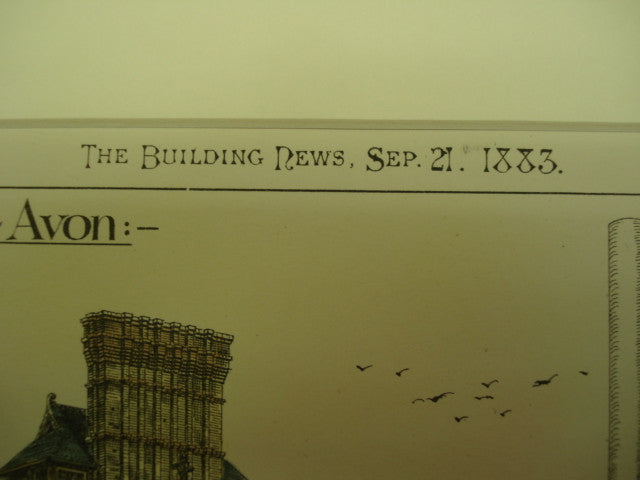 THE BUILDING NEWS, SEP. 21. 1883.
AVON:-